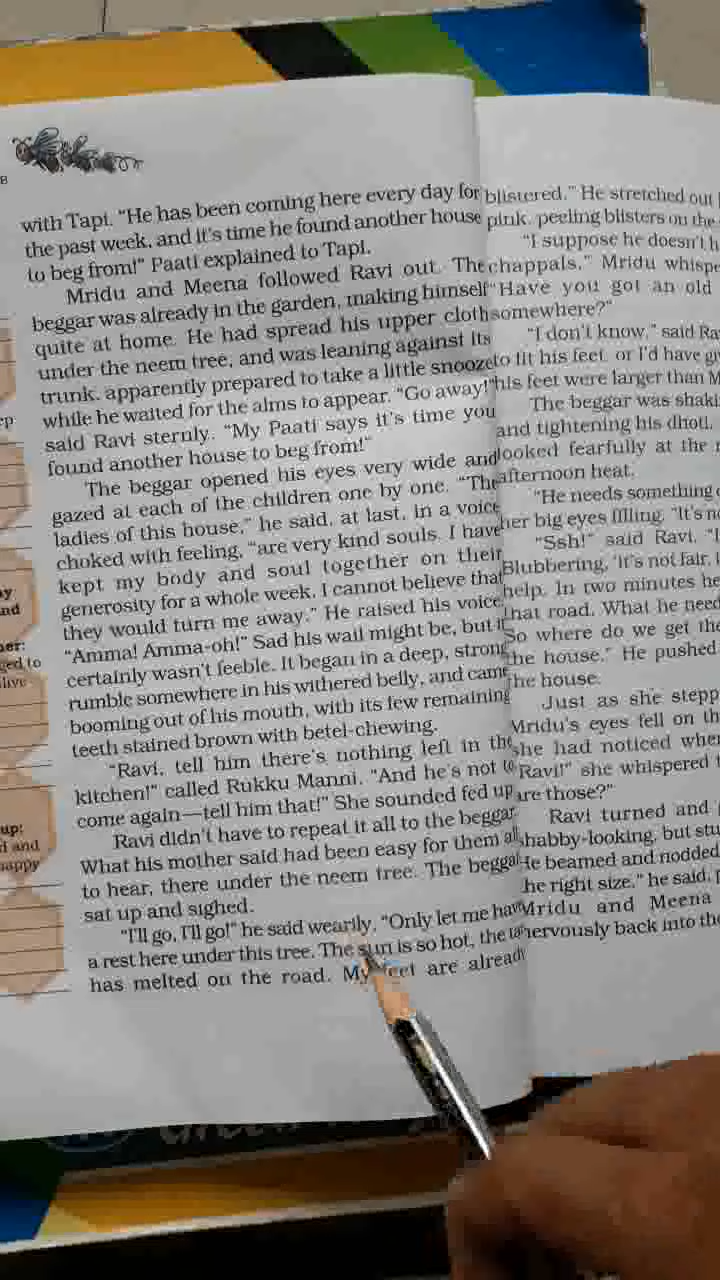 8
with Tapi. "He has been coming here every day for
the past week, and it's time he found another house
to beg from!" Paati explained to Tapi.
Mridu and Meena followed Ravi out. The
beggar was already in the garden, making himself
quite at home. He had spread his upper cloth
under the neem tree, and was leaning against its
trunk, apparently prepared to take a little snooze
while he waited for the alms to appear. "Go away!"
said Ravi sternly. "My Paati says it's time you
found another house to beg from!"
The beggar opened his eyes very wide and
gazed at each of the children one by one. "The
ladies of this house," he said, at last, in a voice
choked with feeling, "are very kind souls. I have
kept my body and soul together on their
generosity for a whole week. I cannot believe that
they would turn me away." He raised his voice.
"Amma! Amma-oh!" Sad his wail might be, but it
certainly wasn't feeble. It began in a deep, strong
rumble somewhere in his withered belly, and came
booming out of his mouth, with its few remaining
teeth stained brown with betel-chewing.
"Ravi, tell him there's nothing left in the
kitchen!" called Rukku Manni. "And he's not to
come again—tell him that!" She sounded fed up.
Ravi didn't have to repeat it all to the beggar.
What his mother said had been easy for them all
to hear, there under the neem tree. The beggar
sat up and sighed.
"I'll go, I'll go!" he said wearily. "Only let me have
a rest here under this tree. The sun is so hot, the
has melted on the road. My feet are already
blistered." He stretched out
pink, peeling blisters on the
"I suppose he doesn't
chappals," Mridu
"Have you got an old
somewhere?"
"I don't know," said
to fit his feet, or I'd have
his feet were larger than
The beggar was
and tightening his dhoti.
looked fearfully at the
afternoon heat.
"He needs something
her big eyes filling. "It's
"Ssh!" said Ravi.
Blubbering, 'it's not fair,
help. In two minutes
that road. What he
So where do we get the
the house." He pushed
the house.
Just as she
Mridu's eyes fell on
she had noticed
"Ravi!" she whispered
are those?"
Ravi turned and
shabby-looking, but
He beamed and nodded
the right size," he said,
Mridu and Meena
nervously back into